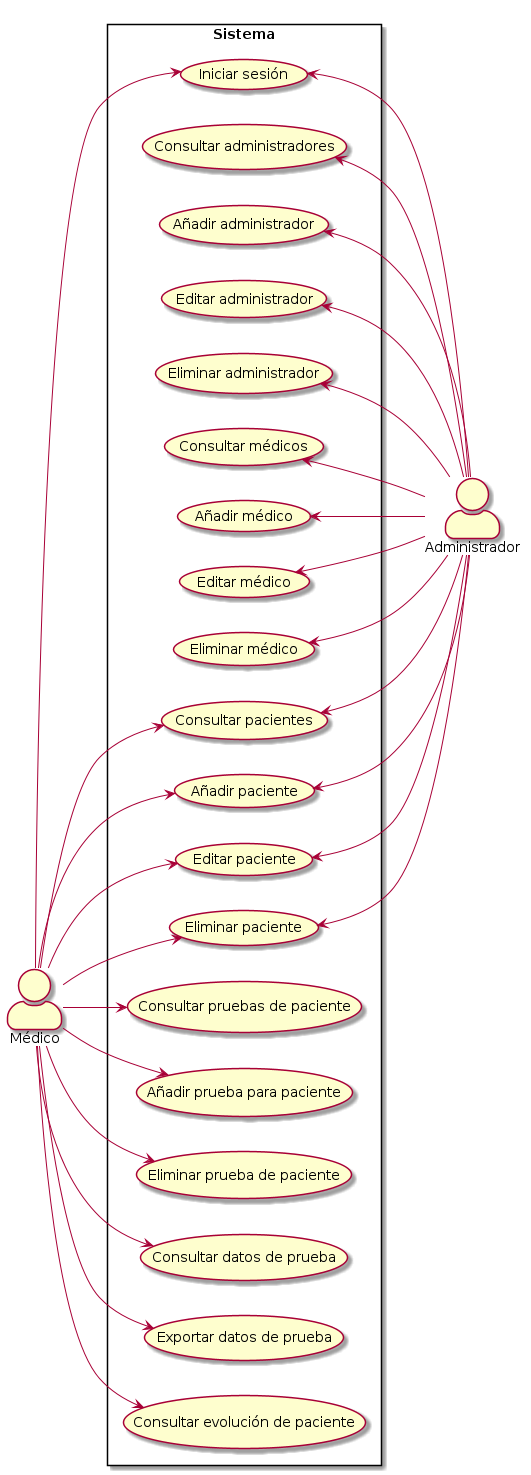 Sistema
Iniciar sesión
Consultar administradores
Añadir administrador
Editar administrador
Eliminar administrador
Consultar médicos
Añadir médico
Administrador
Editar médico
Eliminar médico
Consultar pacientes
Añadir paciente
Editar paciente
Eliminar paciente
Consultar pruebas de paciente
Médico
Añadir prueba para paciente
Eliminar prueba de paciente
Consultar datos de prueba
Exportar datos de prueba
Consultar evolución de paciente